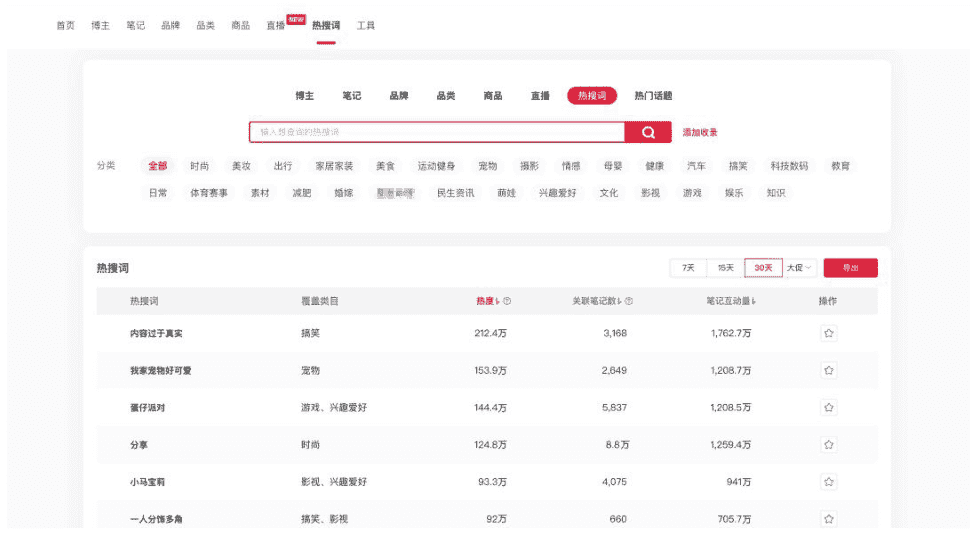 首页 博主 笔记 品牌 品类 商品 直播 NEW 热搜词 工具
博主 笔记 品牌 品类 商品 直播 热搜词 热门话题
输入想查询的热搜词 添加收录
分类 全部 时尚 美妆 出行 家居家装 美食 运动健身 宠物 摄影 情感 母婴 健康 汽车 搞笑 科技数码 教育
日常 体育赛事 素材 减肥 婚嫁 民生资讯 萌娃 兴趣爱好 文化 影视 游戏 娱乐 知识
热搜词 7天 15天 30天 大促 导出
热搜词 覆盖类目 热度 关联笔记数 笔记互动量 操作
内容过于真实 搞笑 212.4万 3,168 1,762.7万
我家宠物好可爱 宠物 153.9万 2,649 1,208.7万
蛋仔派对 游戏、兴趣爱好 144.4万 5,837 1,208.5万
分享 时尚 124.8万 8.8万 1,259.4万
小马宝莉 影视、兴趣爱好 93.3万 4,075 941万
一人分饰多角 搞笑、影视 92万 660 705.7万